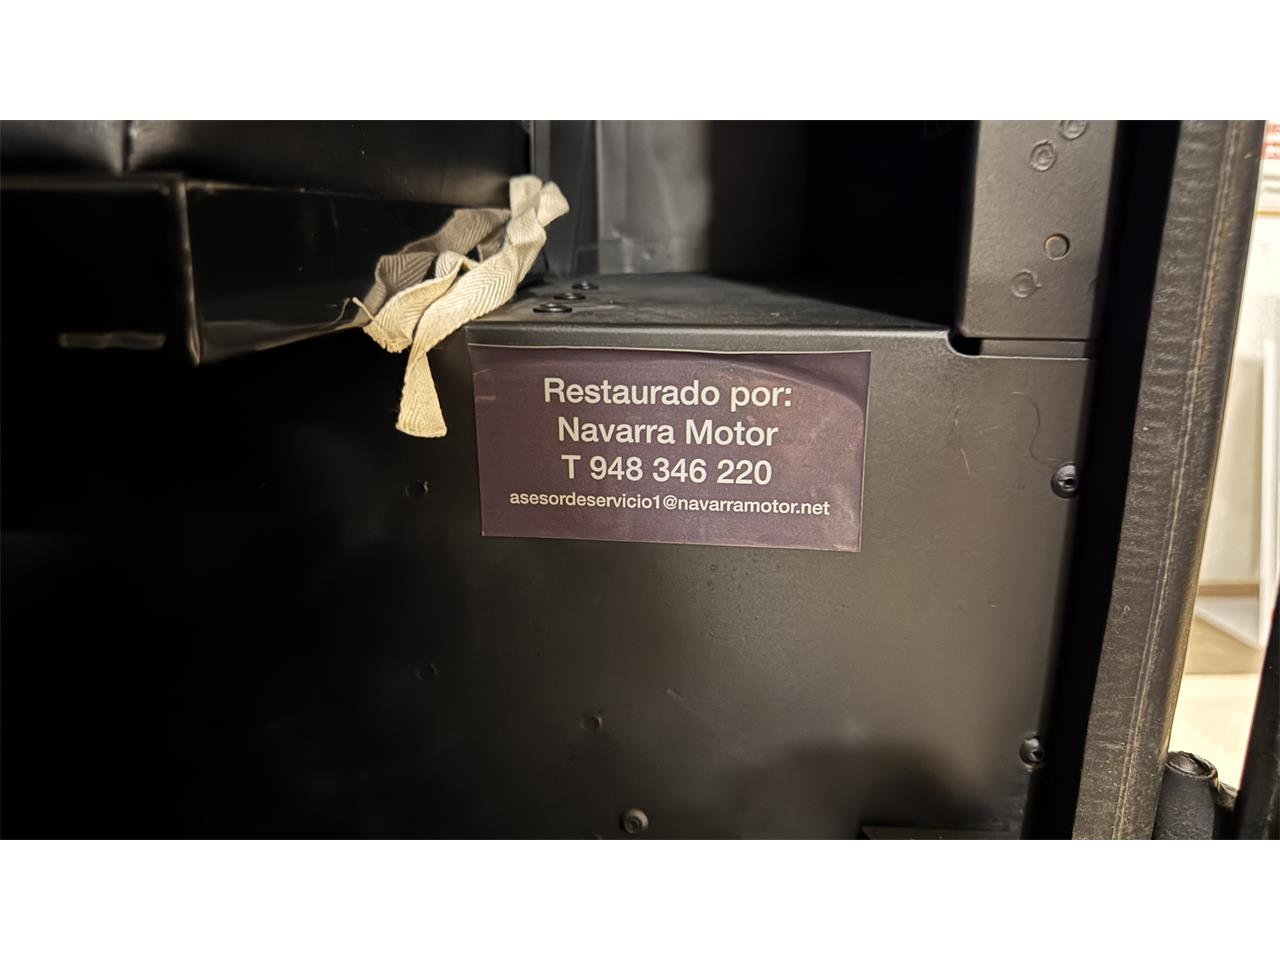 Restaurado por:
Navarra Motor
T 948 346 220
asesordeservicio1@navarramotor.net